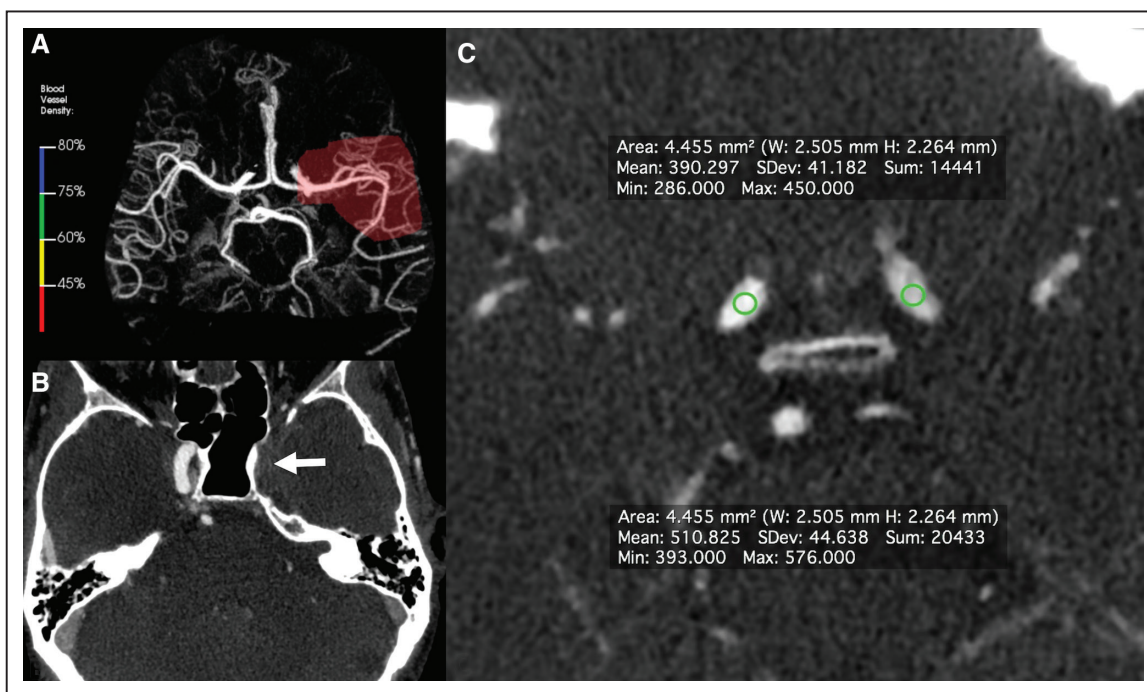 A
Blood
Vessel
Density:
80%
75%
60%
45%
B
C
Area: 4.455 mm² (W: 2.505 mm H: 2.264 mm)
Mean: 390.297 SDev: 41.182 Sum: 14441
Min: 286.000 Max: 450.000
Area: 4.455 mm² (W: 2.505 mm H: 2.264 mm)
Mean: 510.825 SDev: 44.638 Sum: 20433
Min: 393.000 Max: 576.000